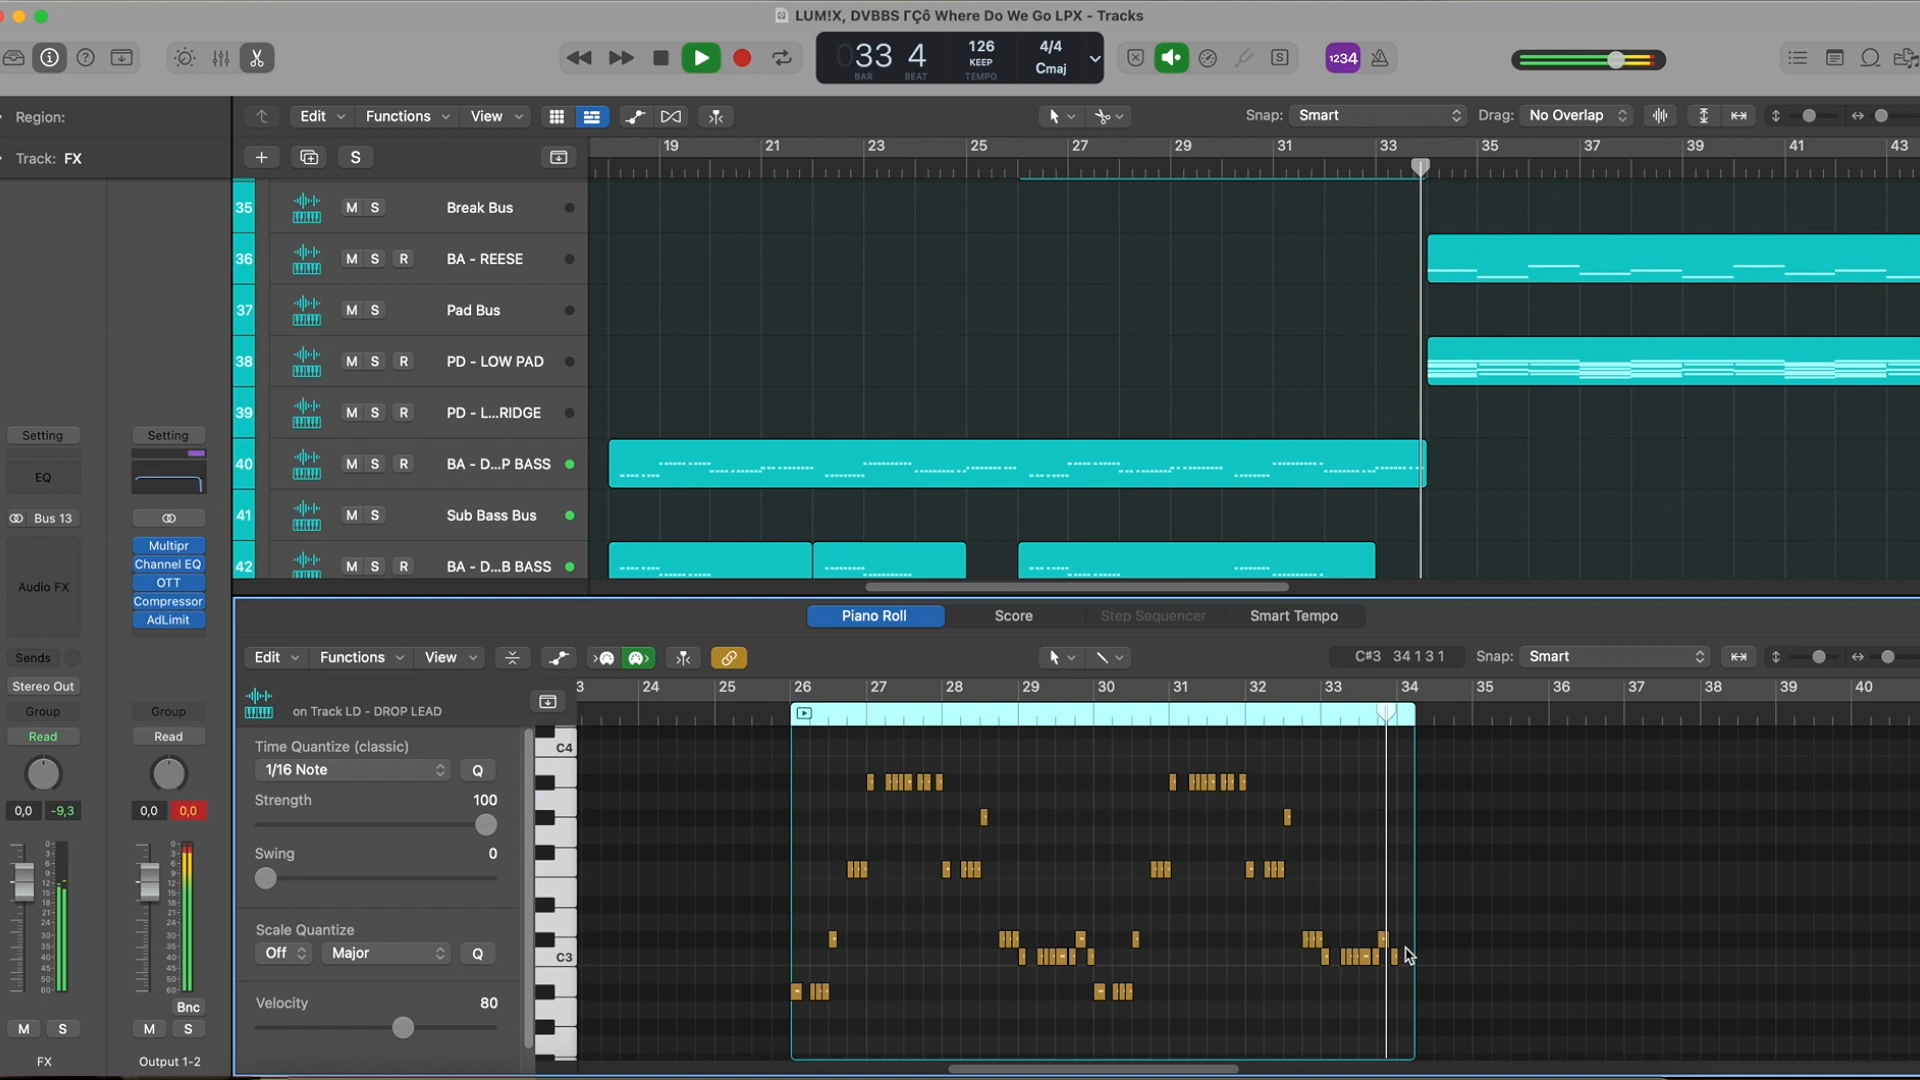 LUM!X, DVBBS ΓÇô Where Do We Go LPX - Tracks
33 4
BAR BEAT
126
KEEP
TEMPO
4/4
Cmaj
1234
Region:
Track: FX
Edit Functions View
Snap: Smart
Drag: No Overlap
S
19 21 23 25 27 29 31 33 35 37 39 41 43
35 M S Break Bus
36 M S R BA - REESE
37 M S Pad Bus
38 M S R PD - LOW PAD
39 M S R PD - L...RIDGE
40 M S R BA - D...P BASS
41 M S Sub Bass Bus
42 M S R BA - D...B BASS
Setting Setting
EQ
Bus 13
Audio FX
Multipr
Channel EQ
OTT
Compressor
AdLimit
Sends
Stereo Out
Group Group
Read Read
0,0 -9,3 0,0 0,0
Bnc
M S M S
FX Output 1-2
Piano Roll Score Step Sequencer Smart Tempo
Edit Functions View
C#3 34 1 3 1
Snap: Smart
3 24 25 26 27 28 29 30 31 32 33 34 35 36 37 38 39 40
on Track LD - DROP LEAD
Time Quantize (classic)
1/16 Note Q
Strength 100
Swing 0
Scale Quantize
Off Major Q
Velocity 80
C4
C3